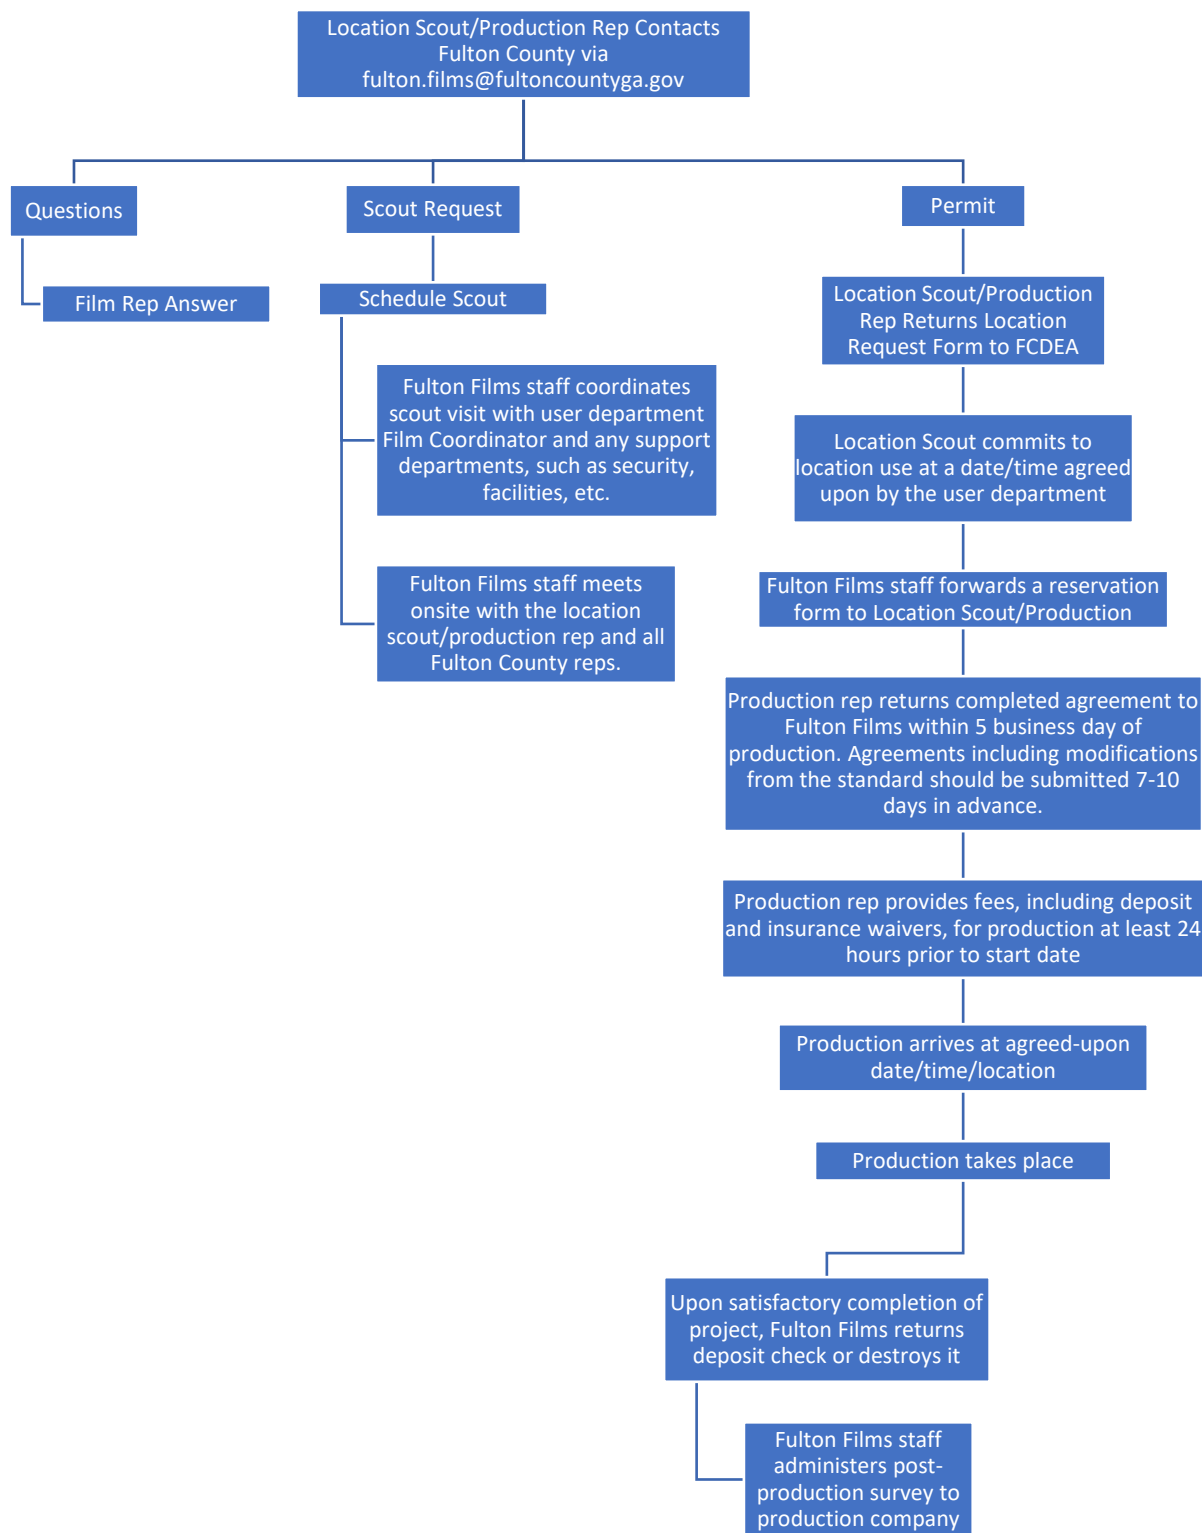 Location Scout/Production Rep Contacts
Fulton County via
fulton.films@fultoncountyga.gov
Questions
Film Rep Answer
Scout Request
Schedule Scout
Fulton Films staff coordinates
scout visit with user department
Film Coordinator and any support
departments, such as security,
facilities, etc.
Fulton Films staff meets
onsite with the location
scout/production rep and all
Fulton County reps.
Permit
Location Scout/Production
Rep Returns Location
Request Form to FCDEA
Location Scout commits to
location use at a date/time agreed
upon by the user department
Fulton Films staff forwards a reservation
form to Location Scout/Production
Production rep returns completed agreement to
Fulton Films within 5 business day of
production. Agreements including modifications
from the standard should be submitted 7-10
days in advance.
Production rep provides fees, including deposit
and insurance waivers, for production at least 24
hours prior to start date
Production arrives at agreed-upon
date/time/location
Production takes place
Upon satisfactory completion of
project, Fulton Films returns
deposit check or destroys it
Fulton Films staff
administers post-
production survey to
production company